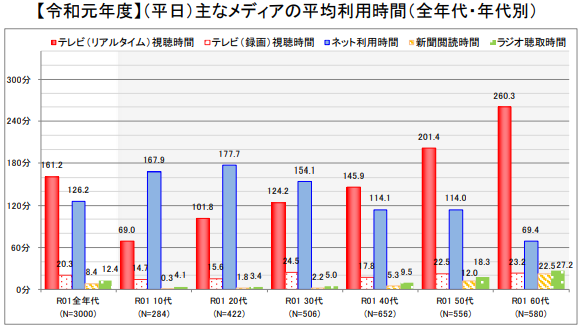 【令和元年度】(平日)主なメディアの平均利用時間(全年代・年代別)
テレビ(リアルタイム)視聴時間 テレビ(録画)視聴時間 ネット利用時間 新聞閲読時間 ラジオ聴取時間
300分
240分
180分
120分
60分
0分
161.2 20.3 126.2 8.4 12.4
69.0 14.7 167.9 0.3 4.1
101.8 15.6 177.7 1.8 3.4
124.2 24.5 154.1 2.2 5.0
145.9 17.8 114.1 5.3 9.5
201.4 22.5 114.0 12.0 18.3
260.3 23.2 69.4 22.5 27.2
R01 全年代 R01 10代 R01 20代 R01 30代 R01 40代 R01 50代 R01 60代
(N=3000) (N=284) (N=422) (N=506) (N=652) (N=556) (N=580)